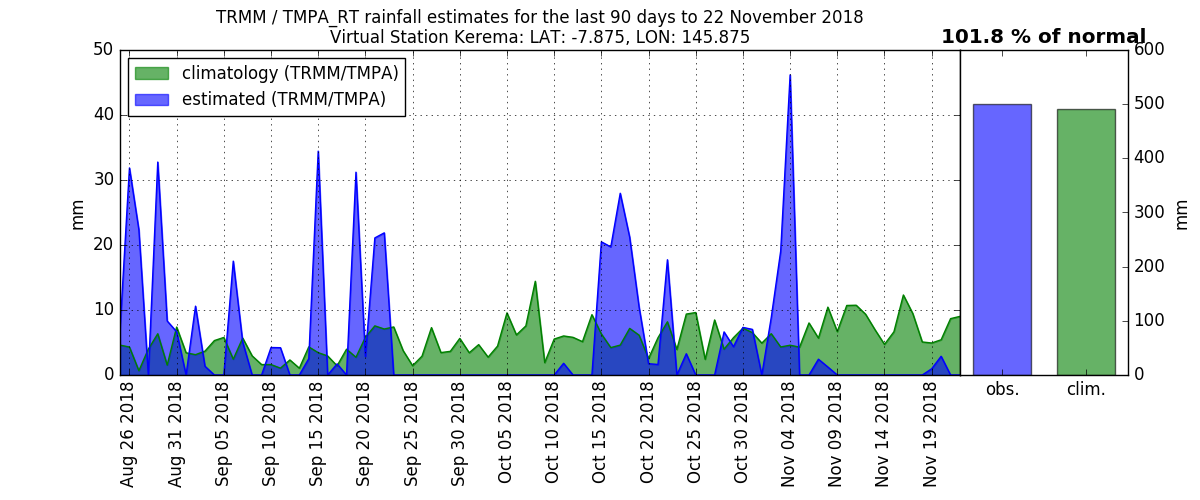 TRMM / TMPA_RT rainfall estimates for the last 90 days to 22 November 2018
Virtual Station Kerema: LAT: -7.875, LON: 145.875
101.8 % of normal
climatology (TRMM/TMPA)
estimated (TRMM/TMPA)
mm
50
40
30
20
10
0
Aug 26 2018
Aug 31 2018
Sep 05 2018
Sep 10 2018
Sep 15 2018
Sep 20 2018
Sep 25 2018
Sep 30 2018
Oct 05 2018
Oct 10 2018
Oct 15 2018
Oct 20 2018
Oct 25 2018
Oct 30 2018
Nov 04 2018
Nov 09 2018
Nov 14 2018
Nov 19 2018
obs.
clim.
600
500
400
300
200
100
0
mm